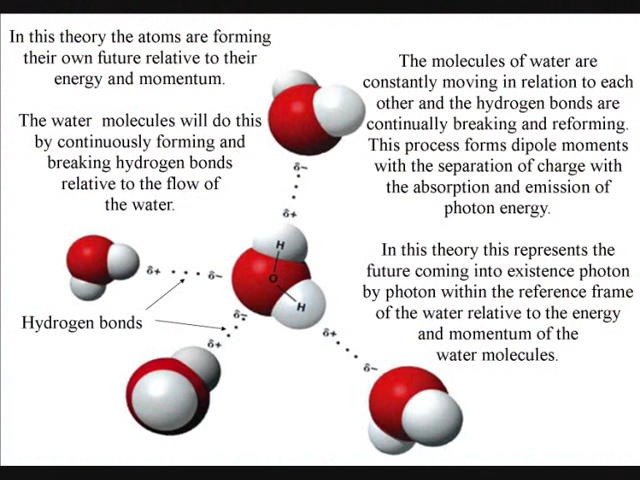 In this theory the atoms are forming
their own future relative to their
energy and momentum.
The water molecules will do this
by continuously forming and
breaking hydrogen bonds
relative to the flow of
the water.
The molecules of water are
constantly moving in relation to each
other and the hydrogen bonds are
continually breaking and reforming.
This process forms dipole moments
with the separation of charge with
the absorption and emission of
photon energy.
In this theory this represents the
future coming into existence photon
by photon within the reference frame
of the water relative to the energy
and momentum of the
water molecules.
δ−
δ+
H
O
H
δ+
δ−
Hydrogen bonds
δ−
δ+
δ+
δ−